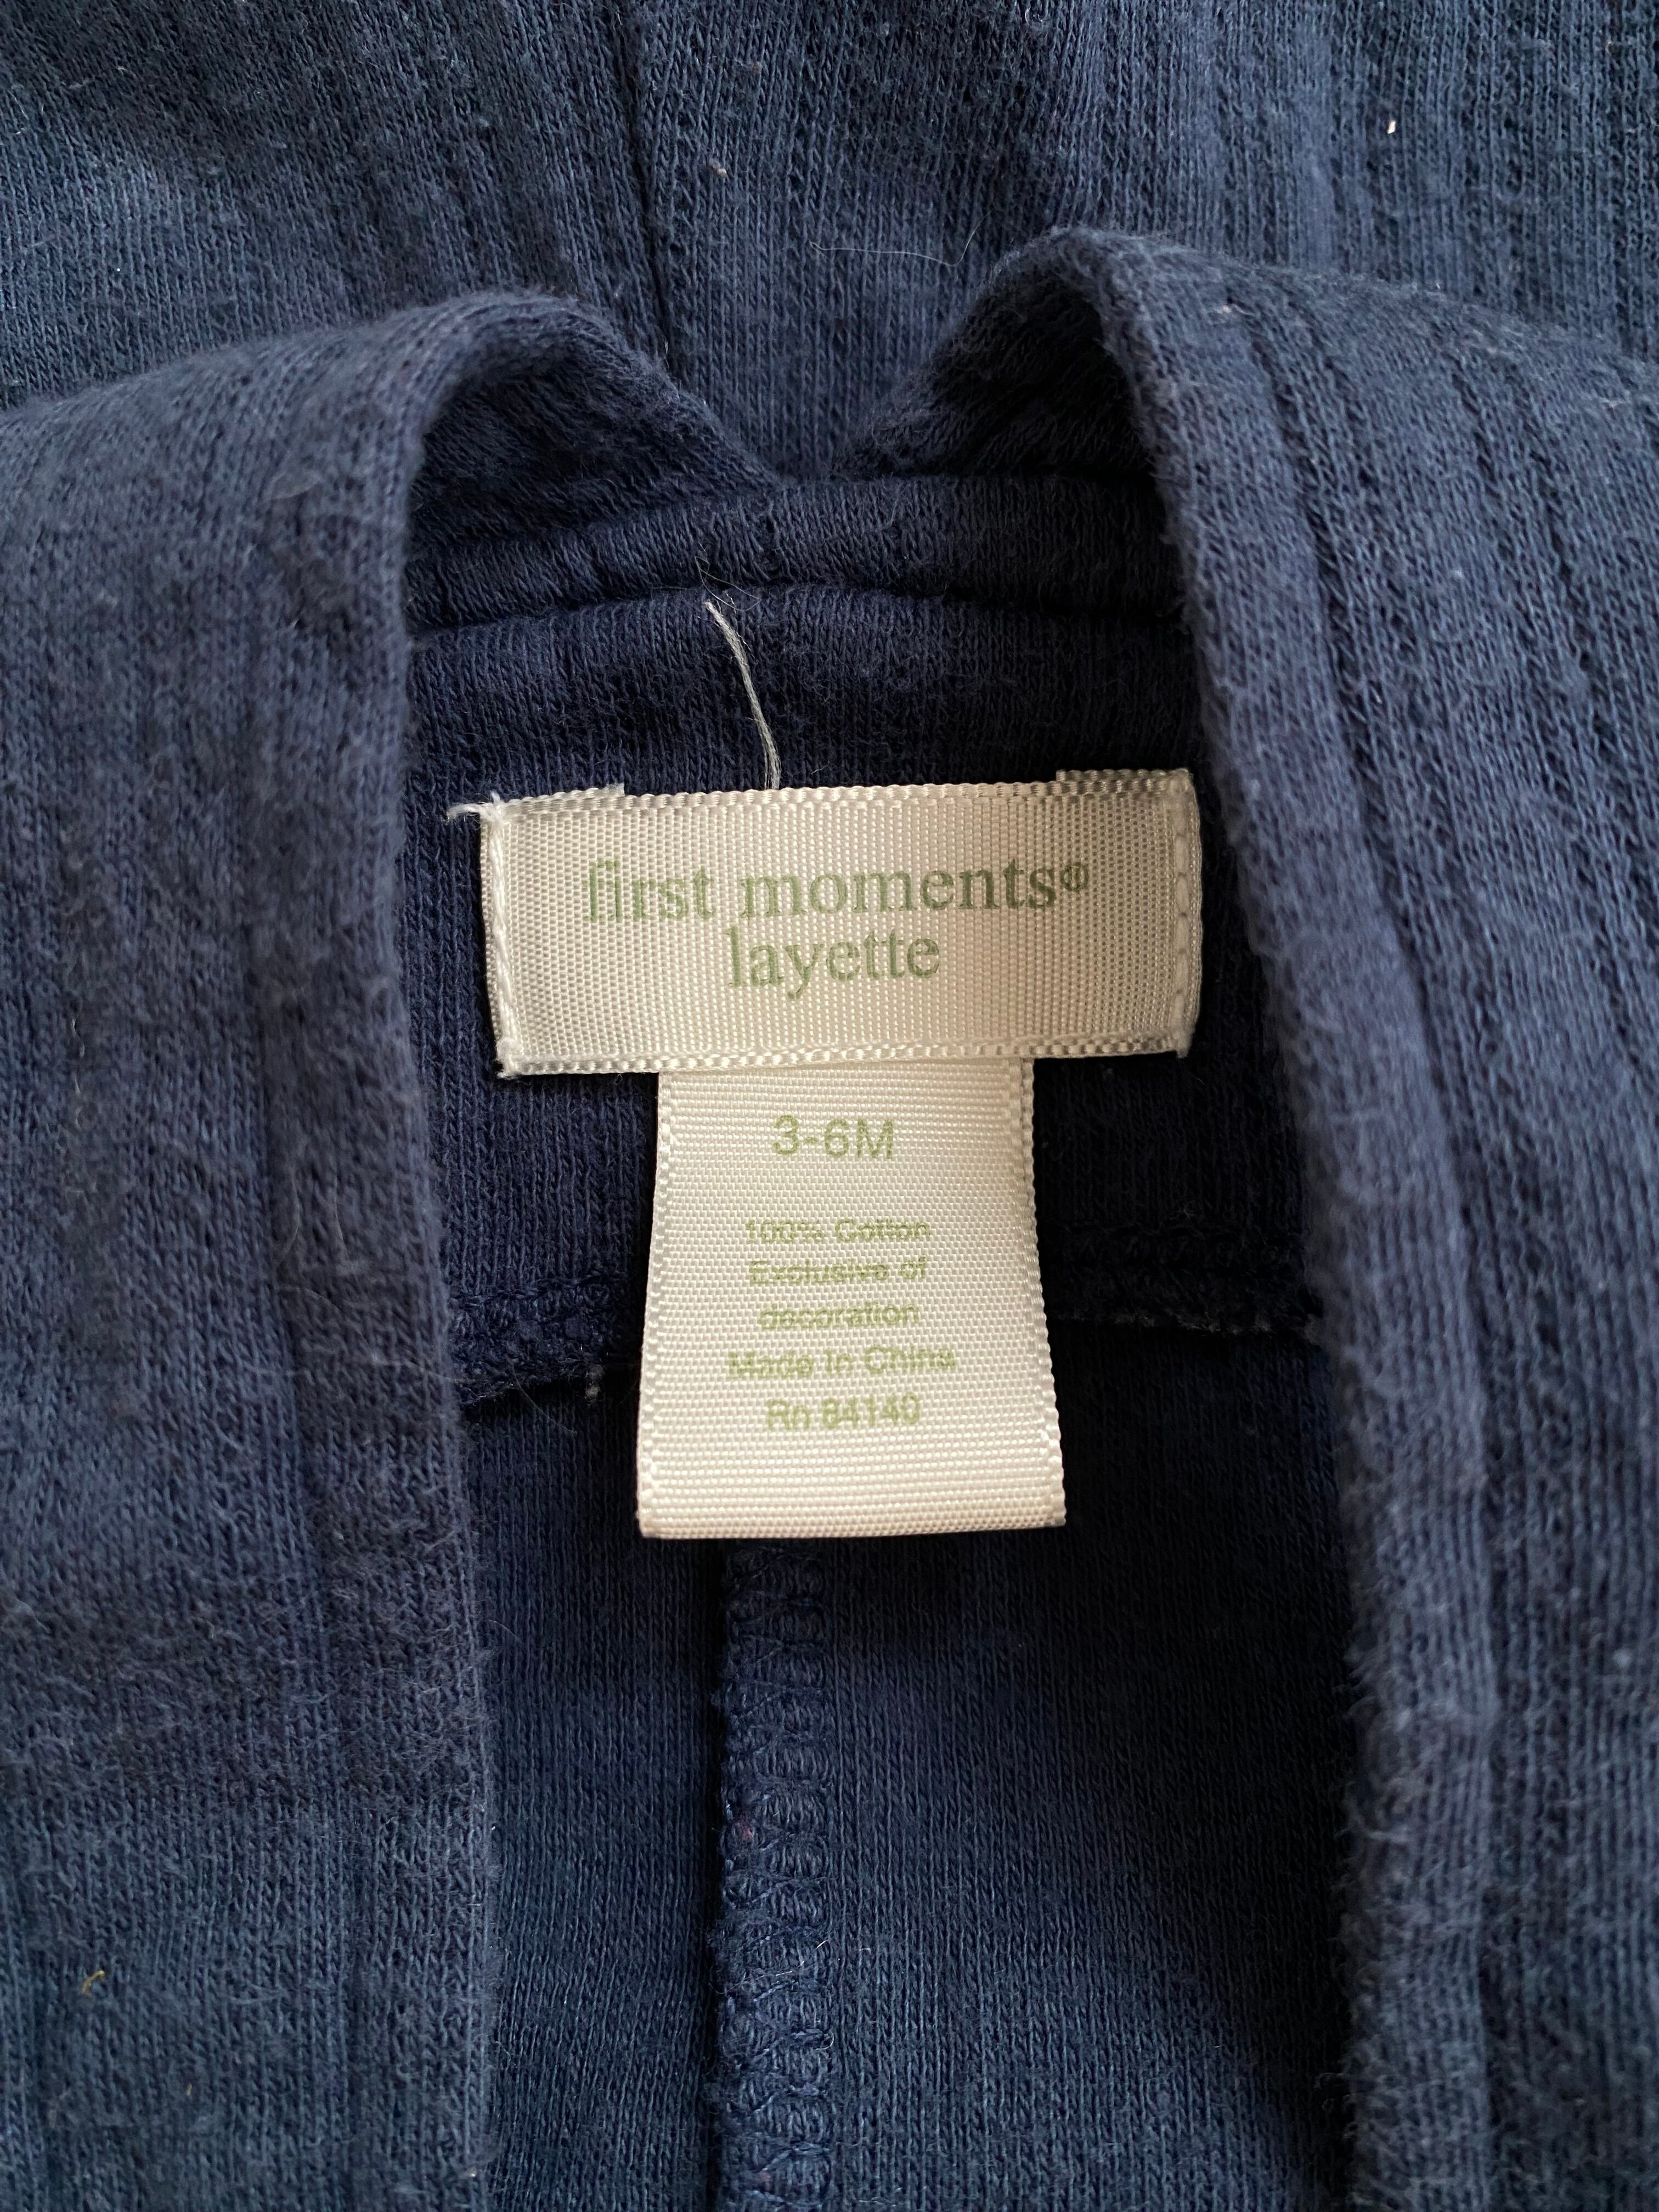 first moments®
layette
3-6M
100% Cotton
Exclusive of
decoration
Made In China
Rn 84140